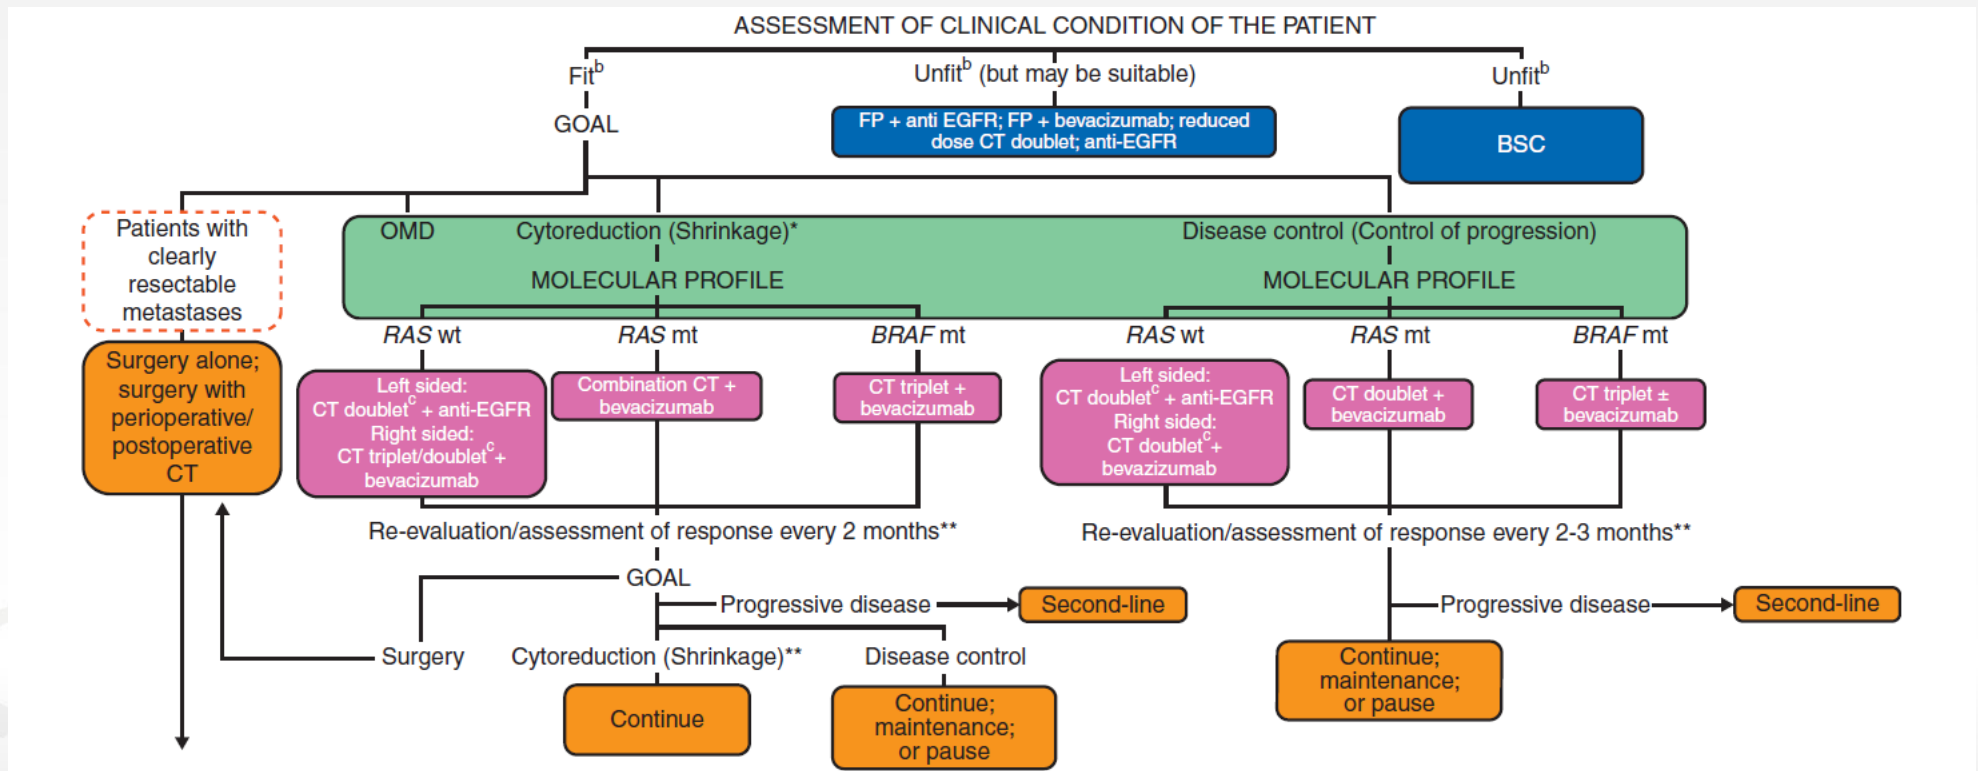 ASSESSMENT OF CLINICAL CONDITION OF THE PATIENT
Fitb
Unfitb (but may be suitable)
Unfitb
GOAL
FP + anti EGFR; FP + bevacizumab; reduced
dose CT doublet; anti-EGFR
BSC
Patients with
clearly
resectable
metastases
OMD
Cytoreduction (Shrinkage)*
Disease control (Control of progression)
MOLECULAR PROFILE
MOLECULAR PROFILE
RAS wt
RAS mt
BRAF mt
RAS wt
RAS mt
BRAF mt
Surgery alone;
surgery with
perioperative/
postoperative
CT
Left sided:
CT doubletc + anti-EGFR
Right sided:
CT triplet/doubletc+
bevacizumab
Combination CT +
bevacizumab
CT triplet +
bevacizumab
Left sided:
CT doubletc + anti-EGFR
Right sided:
CT doubletc +
bevazizumab
CT doublet +
bevacizumab
CT triplet ±
bevacizumab
Re-evaluation/assessment of response every 2 months**
Re-evaluation/assessment of response every 2-3 months**
GOAL
Progressive disease
Second-line
Progressive disease
Second-line
Surgery
Cytoreduction (Shrinkage)**
Disease control
Continue
Continue;
maintenance;
or pause
Continue;
maintenance;
or pause